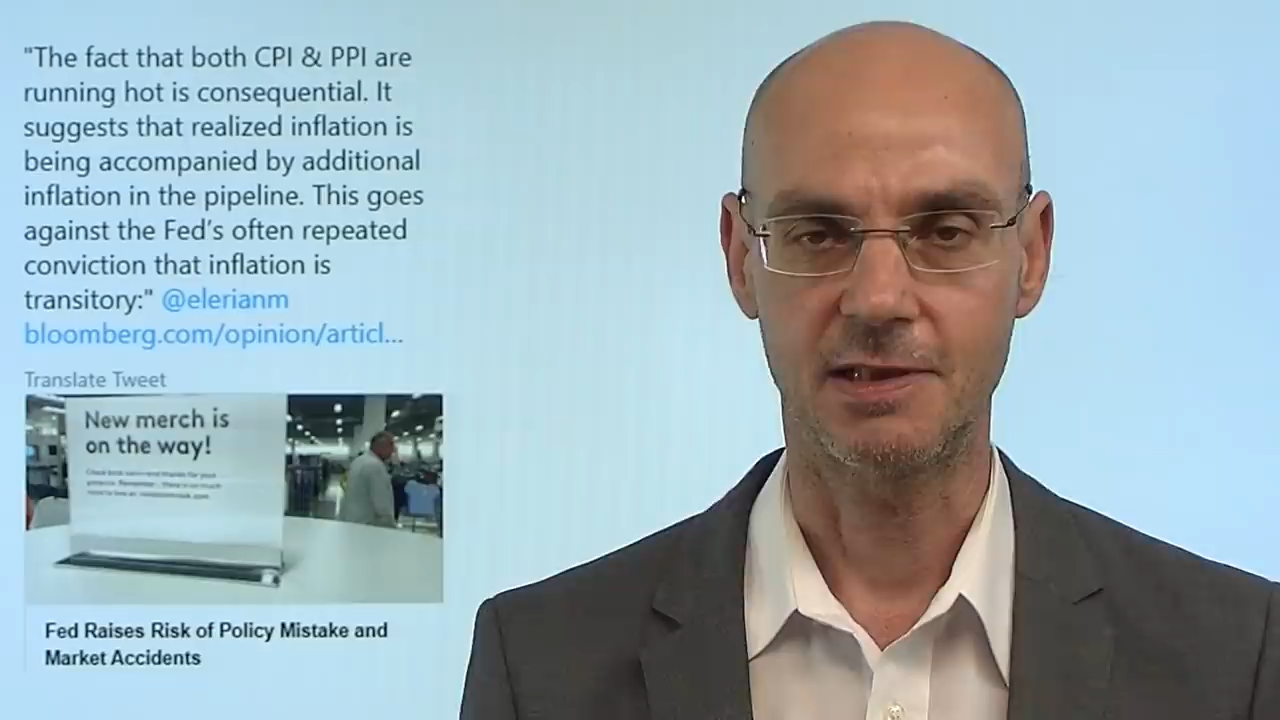 "The fact that both CPI & PPI are
running hot is consequential. It
suggests that realized inflation is
being accompanied by additional
inflation in the pipeline. This goes
against the Fed's often repeated
conviction that inflation is
transitory:" @elerianm
bloomberg.com/opinion/articl...
Translate Tweet
New merch is
on the way!
Fed Raises Risk of Policy Mistake and
Market Accidents